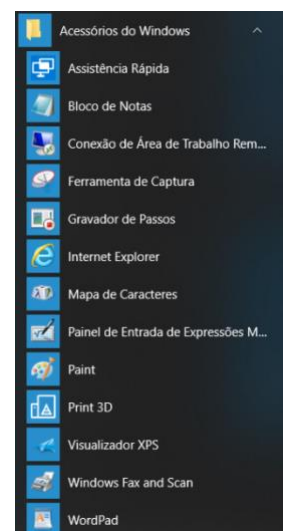 Acessórios do Windows
Assistência Rápida
Bloco de Notas
Conexão de Área de Trabalho Rem...
Ferramenta de Captura
Gravador de Passos
Internet Explorer
Mapa de Caracteres
Painel de Entrada de Expressões M...
Paint
Print 3D
Visualizador XPS
Windows Fax and Scan
WordPad